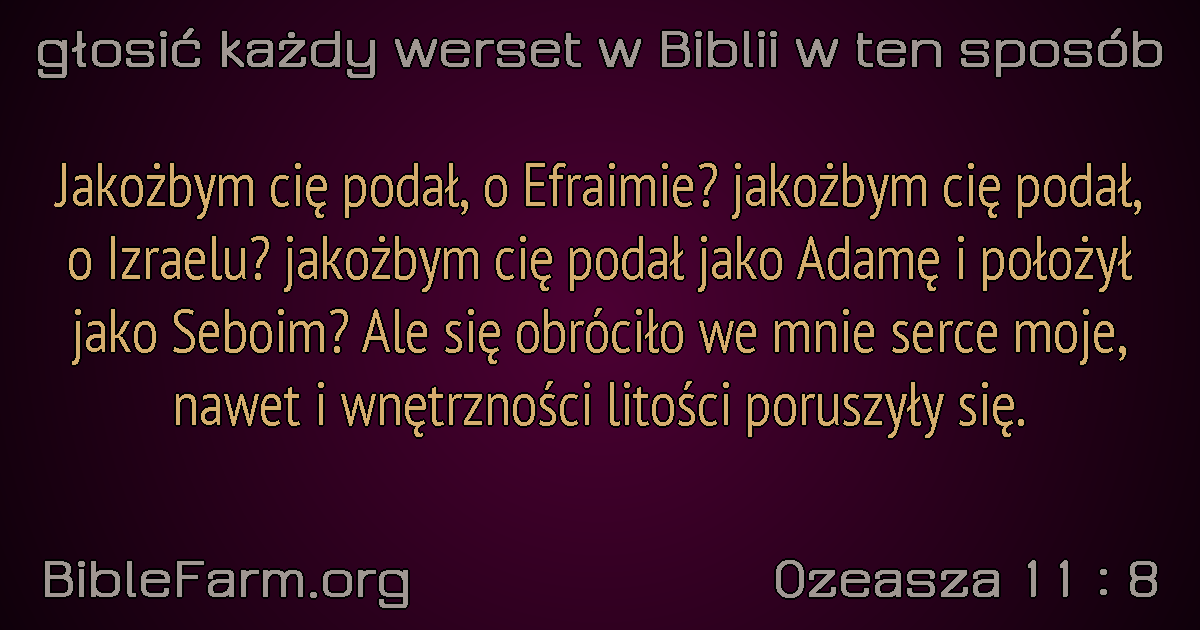 głosić każdy werset w Biblii w ten sposób
Jakożbym cię podał, o Efraimie? jakożbym cię podał,
o Izraelu? jakożbym cię podał jako Adamę i położył
jako Seboim? Ale się obróciło we mnie serce moje,
nawet i wnętrzności litości poruszyły się.
BibleFarm.org
Ozeasza 11 : 8